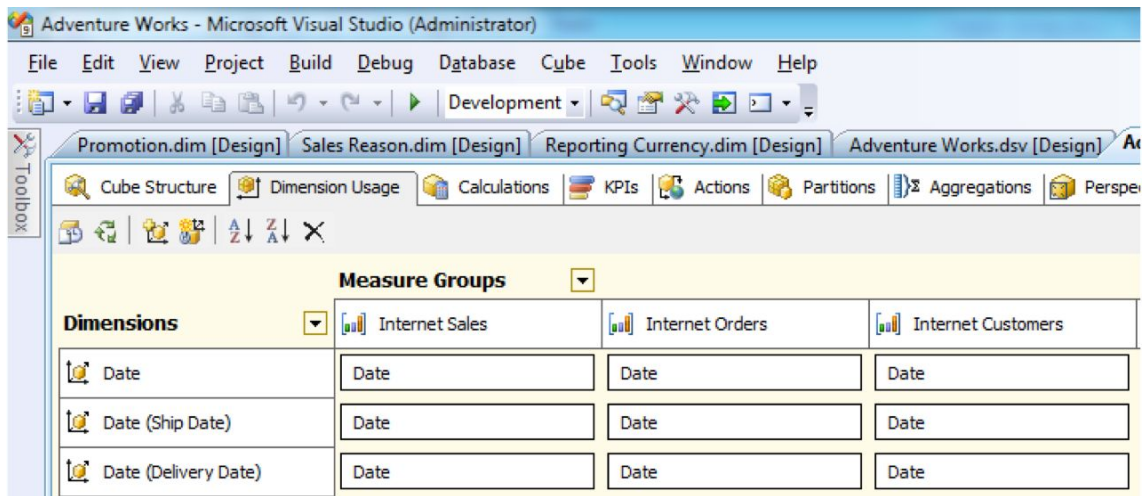 Adventure Works - Microsoft Visual Studio (Administrator)
File Edit View Project Build Debug Database Cube Tools Window Help
Development
Promotion.dim [Design] Sales Reason.dim [Design] Reporting Currency.dim [Design] Adventure Works.dsv [Design] Ad
Toolbox
Cube Structure Dimension Usage Calculations KPIs Actions Partitions Aggregations Perspe
Measure Groups
Dimensions Internet Sales Internet Orders Internet Customers
Date Date Date Date
Date (Ship Date) Date Date Date
Date (Delivery Date) Date Date Date